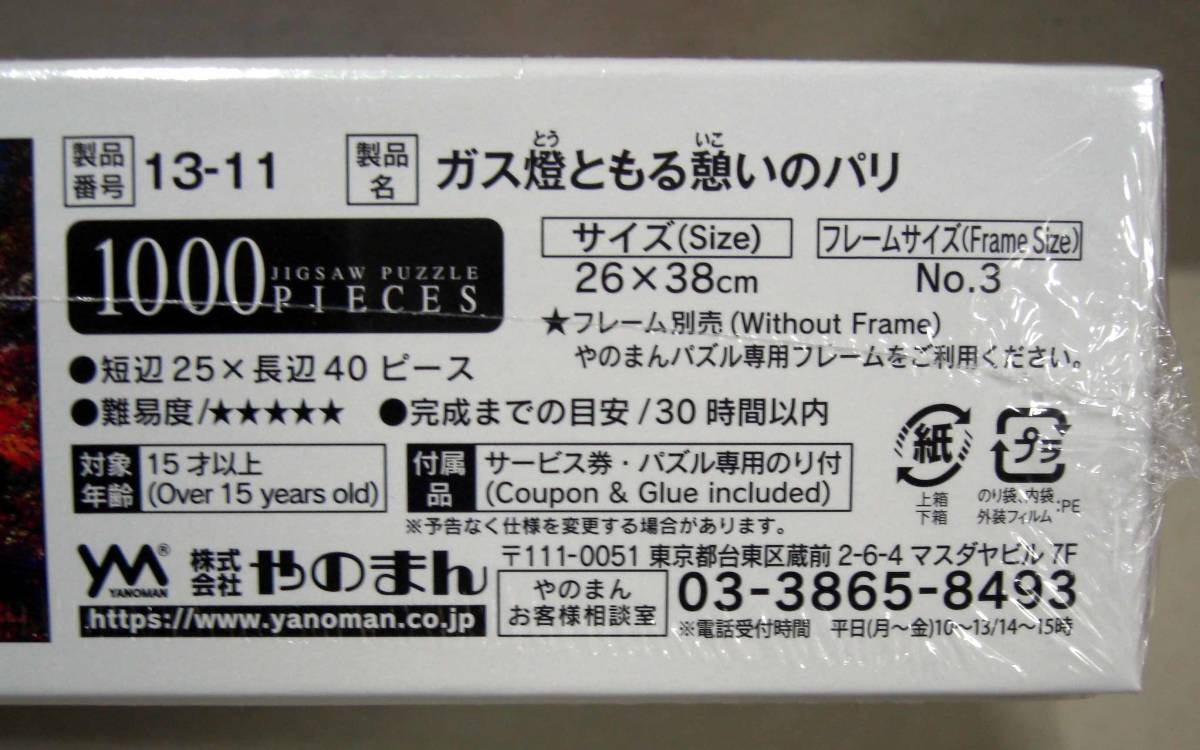 製品番号 13-11 製品名 ガス燈ともる憩いのパリ
とう いこ
1000 JIGSAW PUZZLE PIECES
サイズ(Size) フレームサイズ(Frame Size)
26×38cm No.3
★フレーム別売(Without Frame)
やのまんパズル専用フレームをご利用ください。
●短辺25×長辺40ピース
●難易度/★★★★★ ●完成までの目安/30時間以内
対象年齢 15才以上
(Over 15 years old)
付属品 サービス券・パズル専用のり付
(Coupon & Glue included)
※予告なく仕様を変更する場合があります。
紙
上箱
下箱
プラ
のり袋、内袋、
外装フィルム :PE
YM® YANOMAN 株式会社 やのまん
https://www.yanoman.co.jp
〒111-0051 東京都台東区蔵前2-6-4 マスダヤビル 7F
やのまん
お客様相談室
03-3865-8493
※電話受付時間 平日(月〜金)10〜13/14〜15時